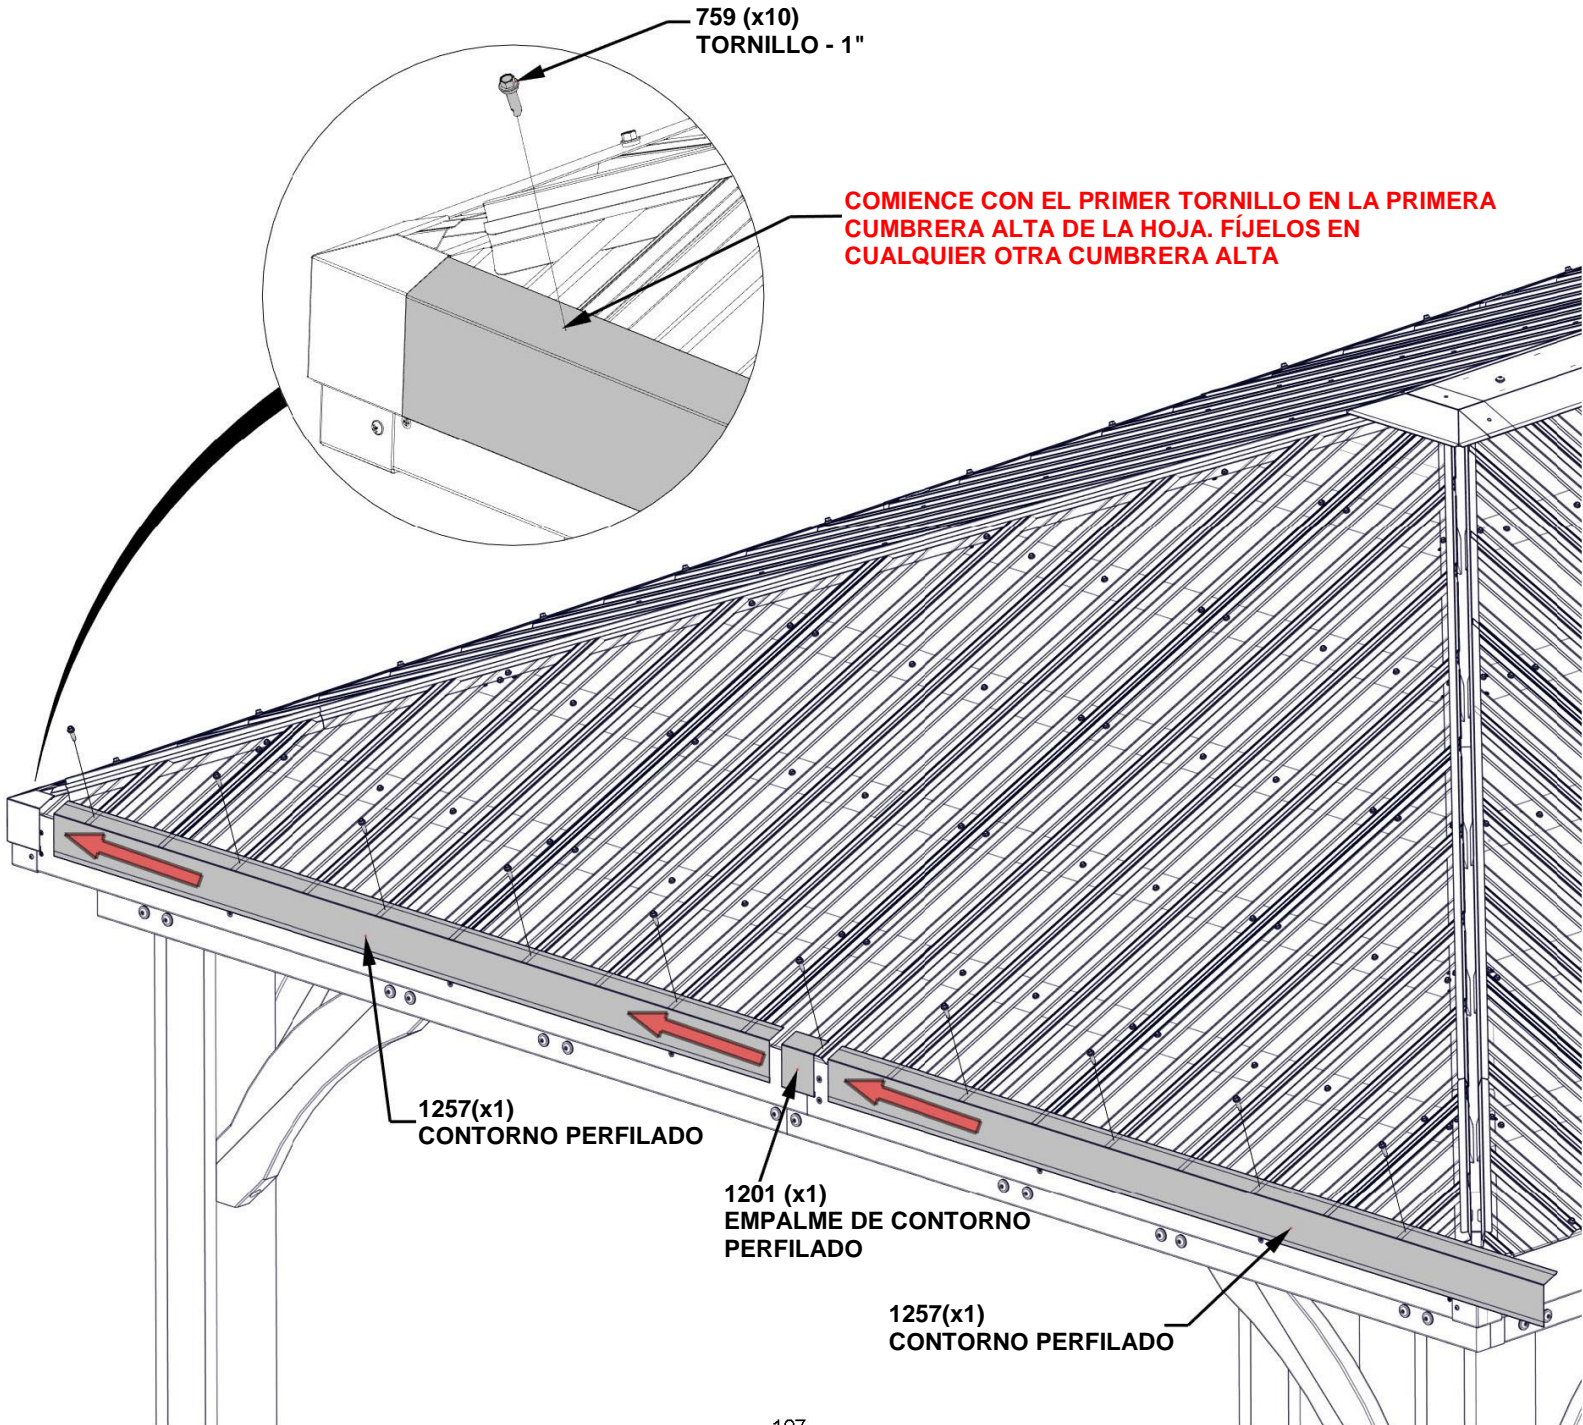 759 (x10)
TORNILLO - 1"
COMIENCE CON EL PRIMER TORNILLO EN LA PRIMERA
CUMBRERA ALTA DE LA HOJA. FÍJELOS EN
CUALQUIER OTRA CUMBRERA ALTA
1257(x1)
CONTORNO PERFILADO
1201 (x1)
EMPALME DE CONTORNO
PERFILADO
1257(x1)
CONTORNO PERFILADO